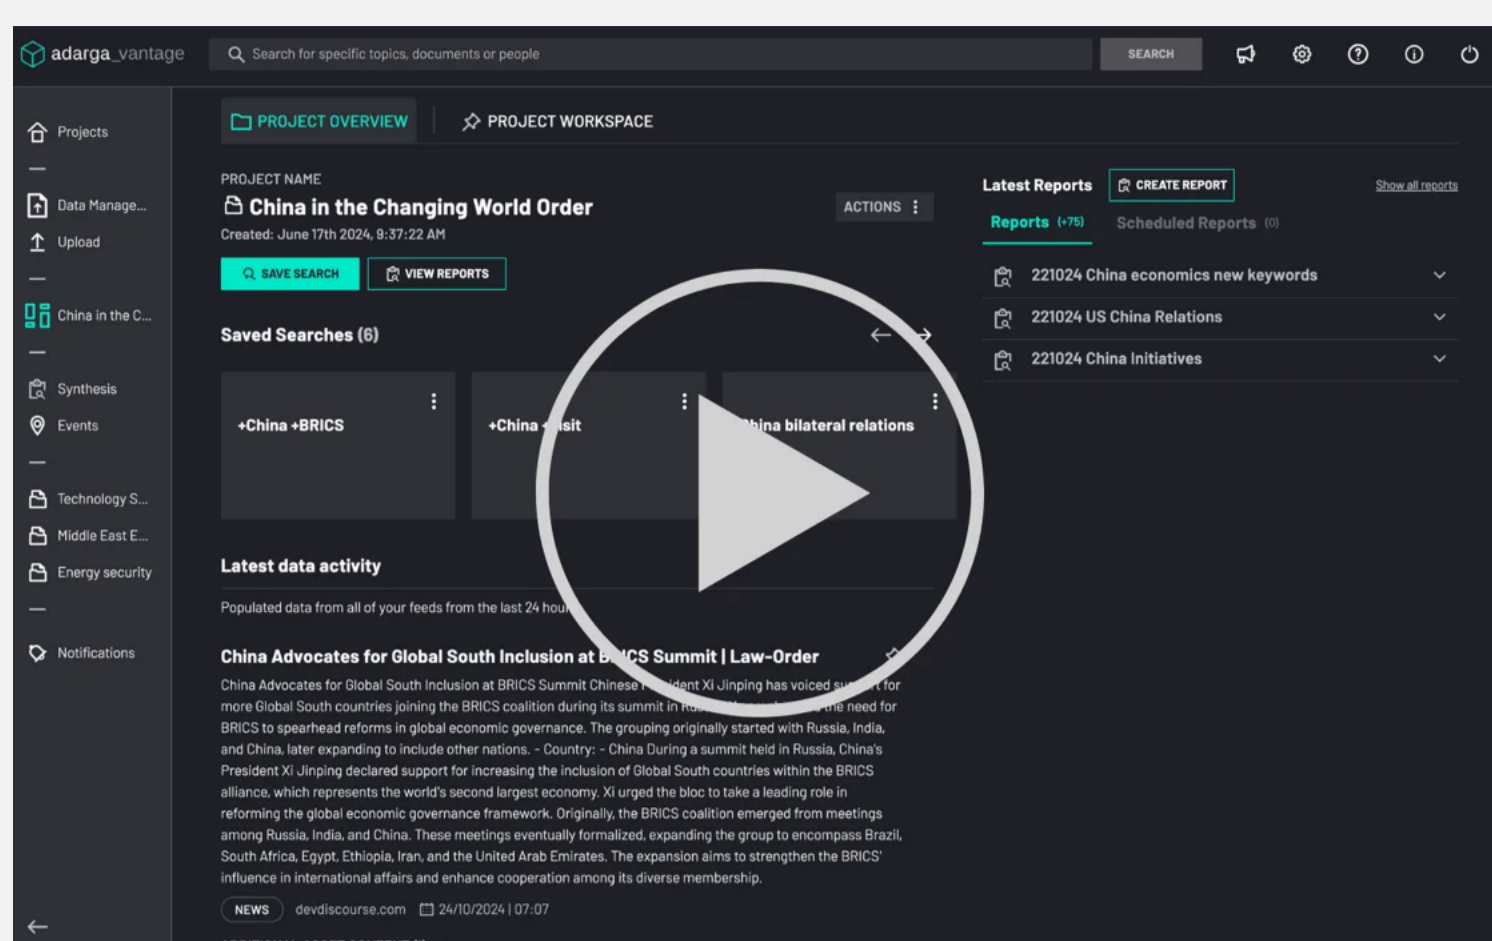 adarga_vantage
Search for specific topics, documents or people
SEARCH
Projects
Data Manage...
Upload
China in the C...
Synthesis
Events
Technology S...
Middle East E...
Energy security
Notifications
PROJECT OVERVIEW
PROJECT WORKSPACE
PROJECT NAME
China in the Changing World Order
Created: June 17th 2024, 9:37:22 AM
ACTIONS
SAVE SEARCH
VIEW REPORTS
Saved Searches (6)
+China +BRICS
+China
bilateral relations
Latest data activity
Populated data from all of your feeds from the last 24
China Advocates for Global South Inclusion at Summit | Law-Order
China Advocates for Global South Inclusion at BRICS Summit Chinese Xi Jinping has voiced for
more Global South countries joining the BRICS coalition during its summit in the need for
BRICS to spearhead reforms in global economic governance. The grouping originally started with Russia, India,
and China, later expanding to include other nations. - Country: - China During a summit held in Russia, China's
President Xi Jinping declared support for increasing the inclusion of Global South countries within the BRICS
alliance, which represents the world's second largest economy. Xi urged the bloc to take a leading role in
reforming the global economic governance framework. Originally, the BRICS coalition emerged from meetings
among Russia, India, and China. These meetings eventually formalized, expanding the group to encompass Brazil,
South Africa, Egypt, Ethiopia, Iran, and the United Arab Emirates. The expansion aims to strengthen the BRICS'
influence in international affairs and enhance cooperation among its diverse membership.
NEWS devdiscourse.com 24/10/2024 | 07:07
Latest Reports
CREATE REPORT
Show all reports
Reports (+75)
Scheduled Reports (0)
221024 China economics new keywords
221024 US China Relations
221024 China Initiatives